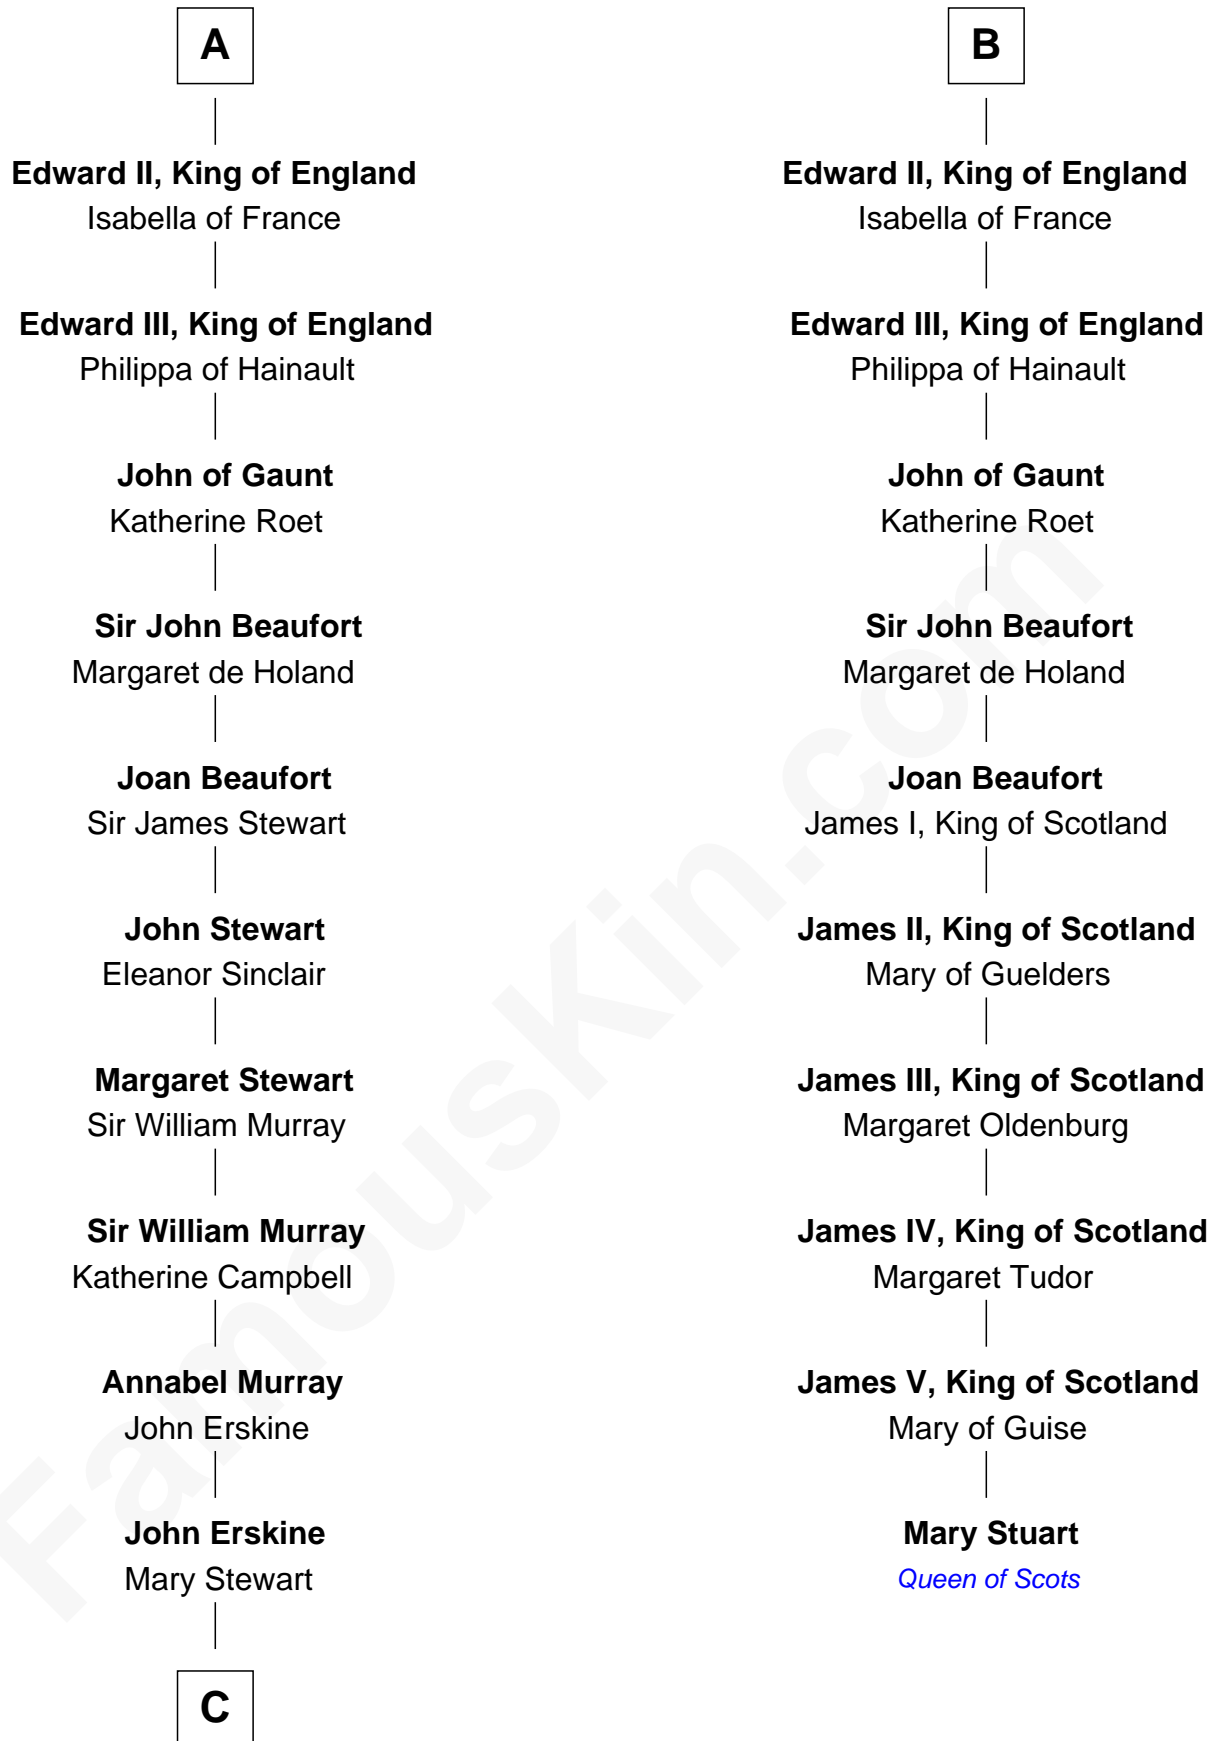 A
Edward II, King of England
Isabella of France
Edward III, King of England
Philippa of Hainault
John of Gaunt
Katherine Roet
Sir John Beaufort
Margaret de Holand
Joan Beaufort
Sir James Stewart
John Stewart
Eleanor Sinclair
Margaret Stewart
Sir William Murray
Sir William Murray
Katherine Campbell
Annabel Murray
John Erskine
John Erskine
Mary Stewart
C
B
Edward II, King of England
Isabella of France
Edward III, King of England
Philippa of Hainault
John of Gaunt
Katherine Roet
Sir John Beaufort
Margaret de Holand
Joan Beaufort
James I, King of Scotland
James II, King of Scotland
Mary of Guelders
James III, King of Scotland
Margaret Oldenburg
James IV, King of Scotland
Margaret Tudor
James V, King of Scotland
Mary of Guise
Mary Stuart
Queen of Scots
FamousKin.com